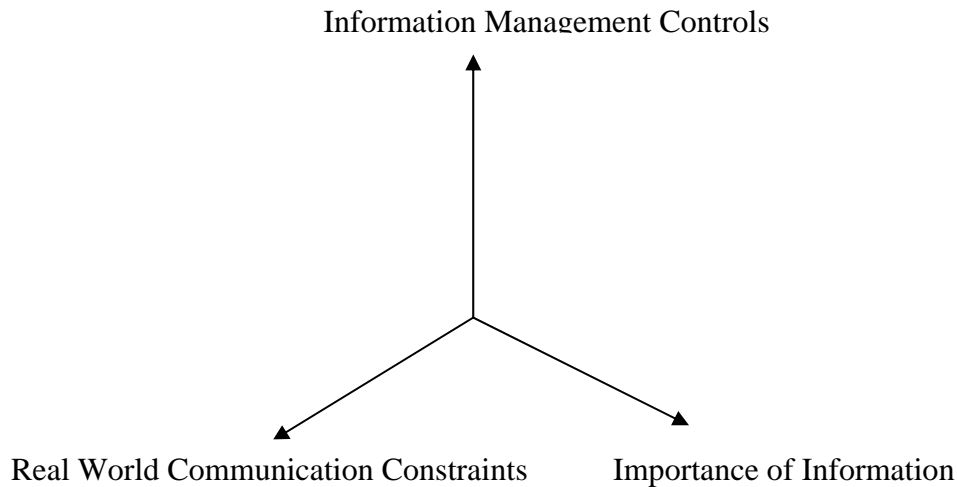 Information Management Controls
Real World Communication Constraints
Importance of Information